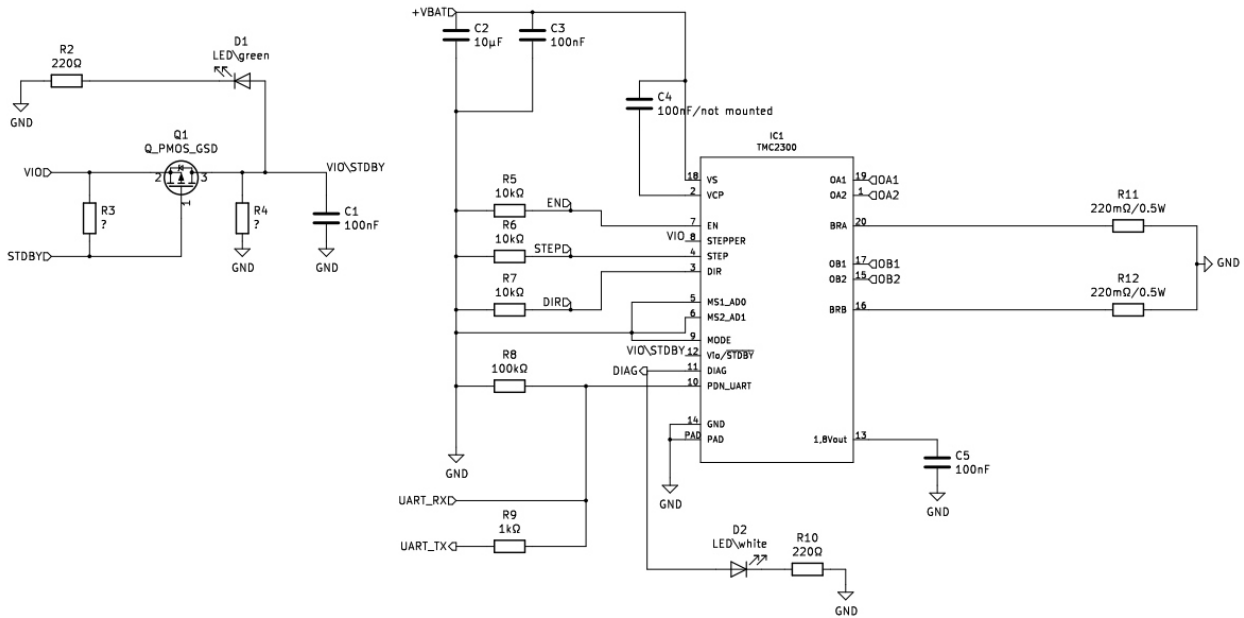 +VBAT
C2
10µF
C3
100nF
D1
LED\green
R2
220Ω
GND
C4
100nF/not mounted
Q1
Q_PMOS_GSD
VIO
2
3
1
VIO\STDBY
R3
?
R4
?
C1
100nF
STDBY
GND
GND
IC1
TMC2300
18
VS
2
VCP
7
EN
8
STEPPER
4
STEP
3
DIR
5
MS1_AD0
6
MS2_AD1
9
MODE
12
Vio/STDBY
11
DIAG
10
PDN_UART
14
GND
PAD
PAD
OA1
19
OA1
OA2
1
OA2
BRA
20
OB1
17
OB1
OB2
15
OB2
BRB
16
1,8Vout
13
R5
10kΩ
EN
R6
10kΩ
VIO
STEP
R7
10kΩ
DIR
VIO\STDBY
R8
100kΩ
DIAG
R11
220mΩ/0.5W
GND
R12
220mΩ/0.5W
C5
100nF
GND
GND
GND
UART_RX
R9
1kΩ
UART_TX
D2
LED\white
R10
220Ω
GND